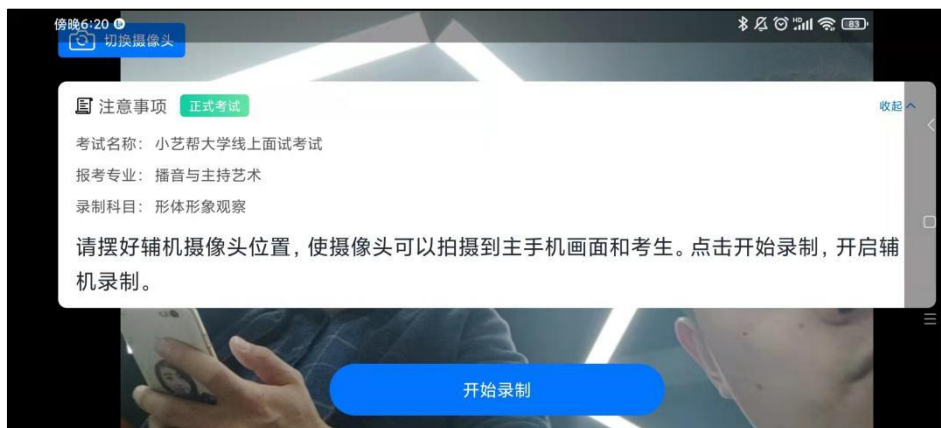 傍晚6:20
83
切换摄像头
注意事项 正式考试
收起
考试名称： 小艺帮大学线上面试考试
报考专业： 播音与主持艺术
录制科目： 形体形象观察
请摆好辅机摄像头位置，使摄像头可以拍摄到主手机画面和考生。点击开始录制，开启辅
机录制。
开始录制